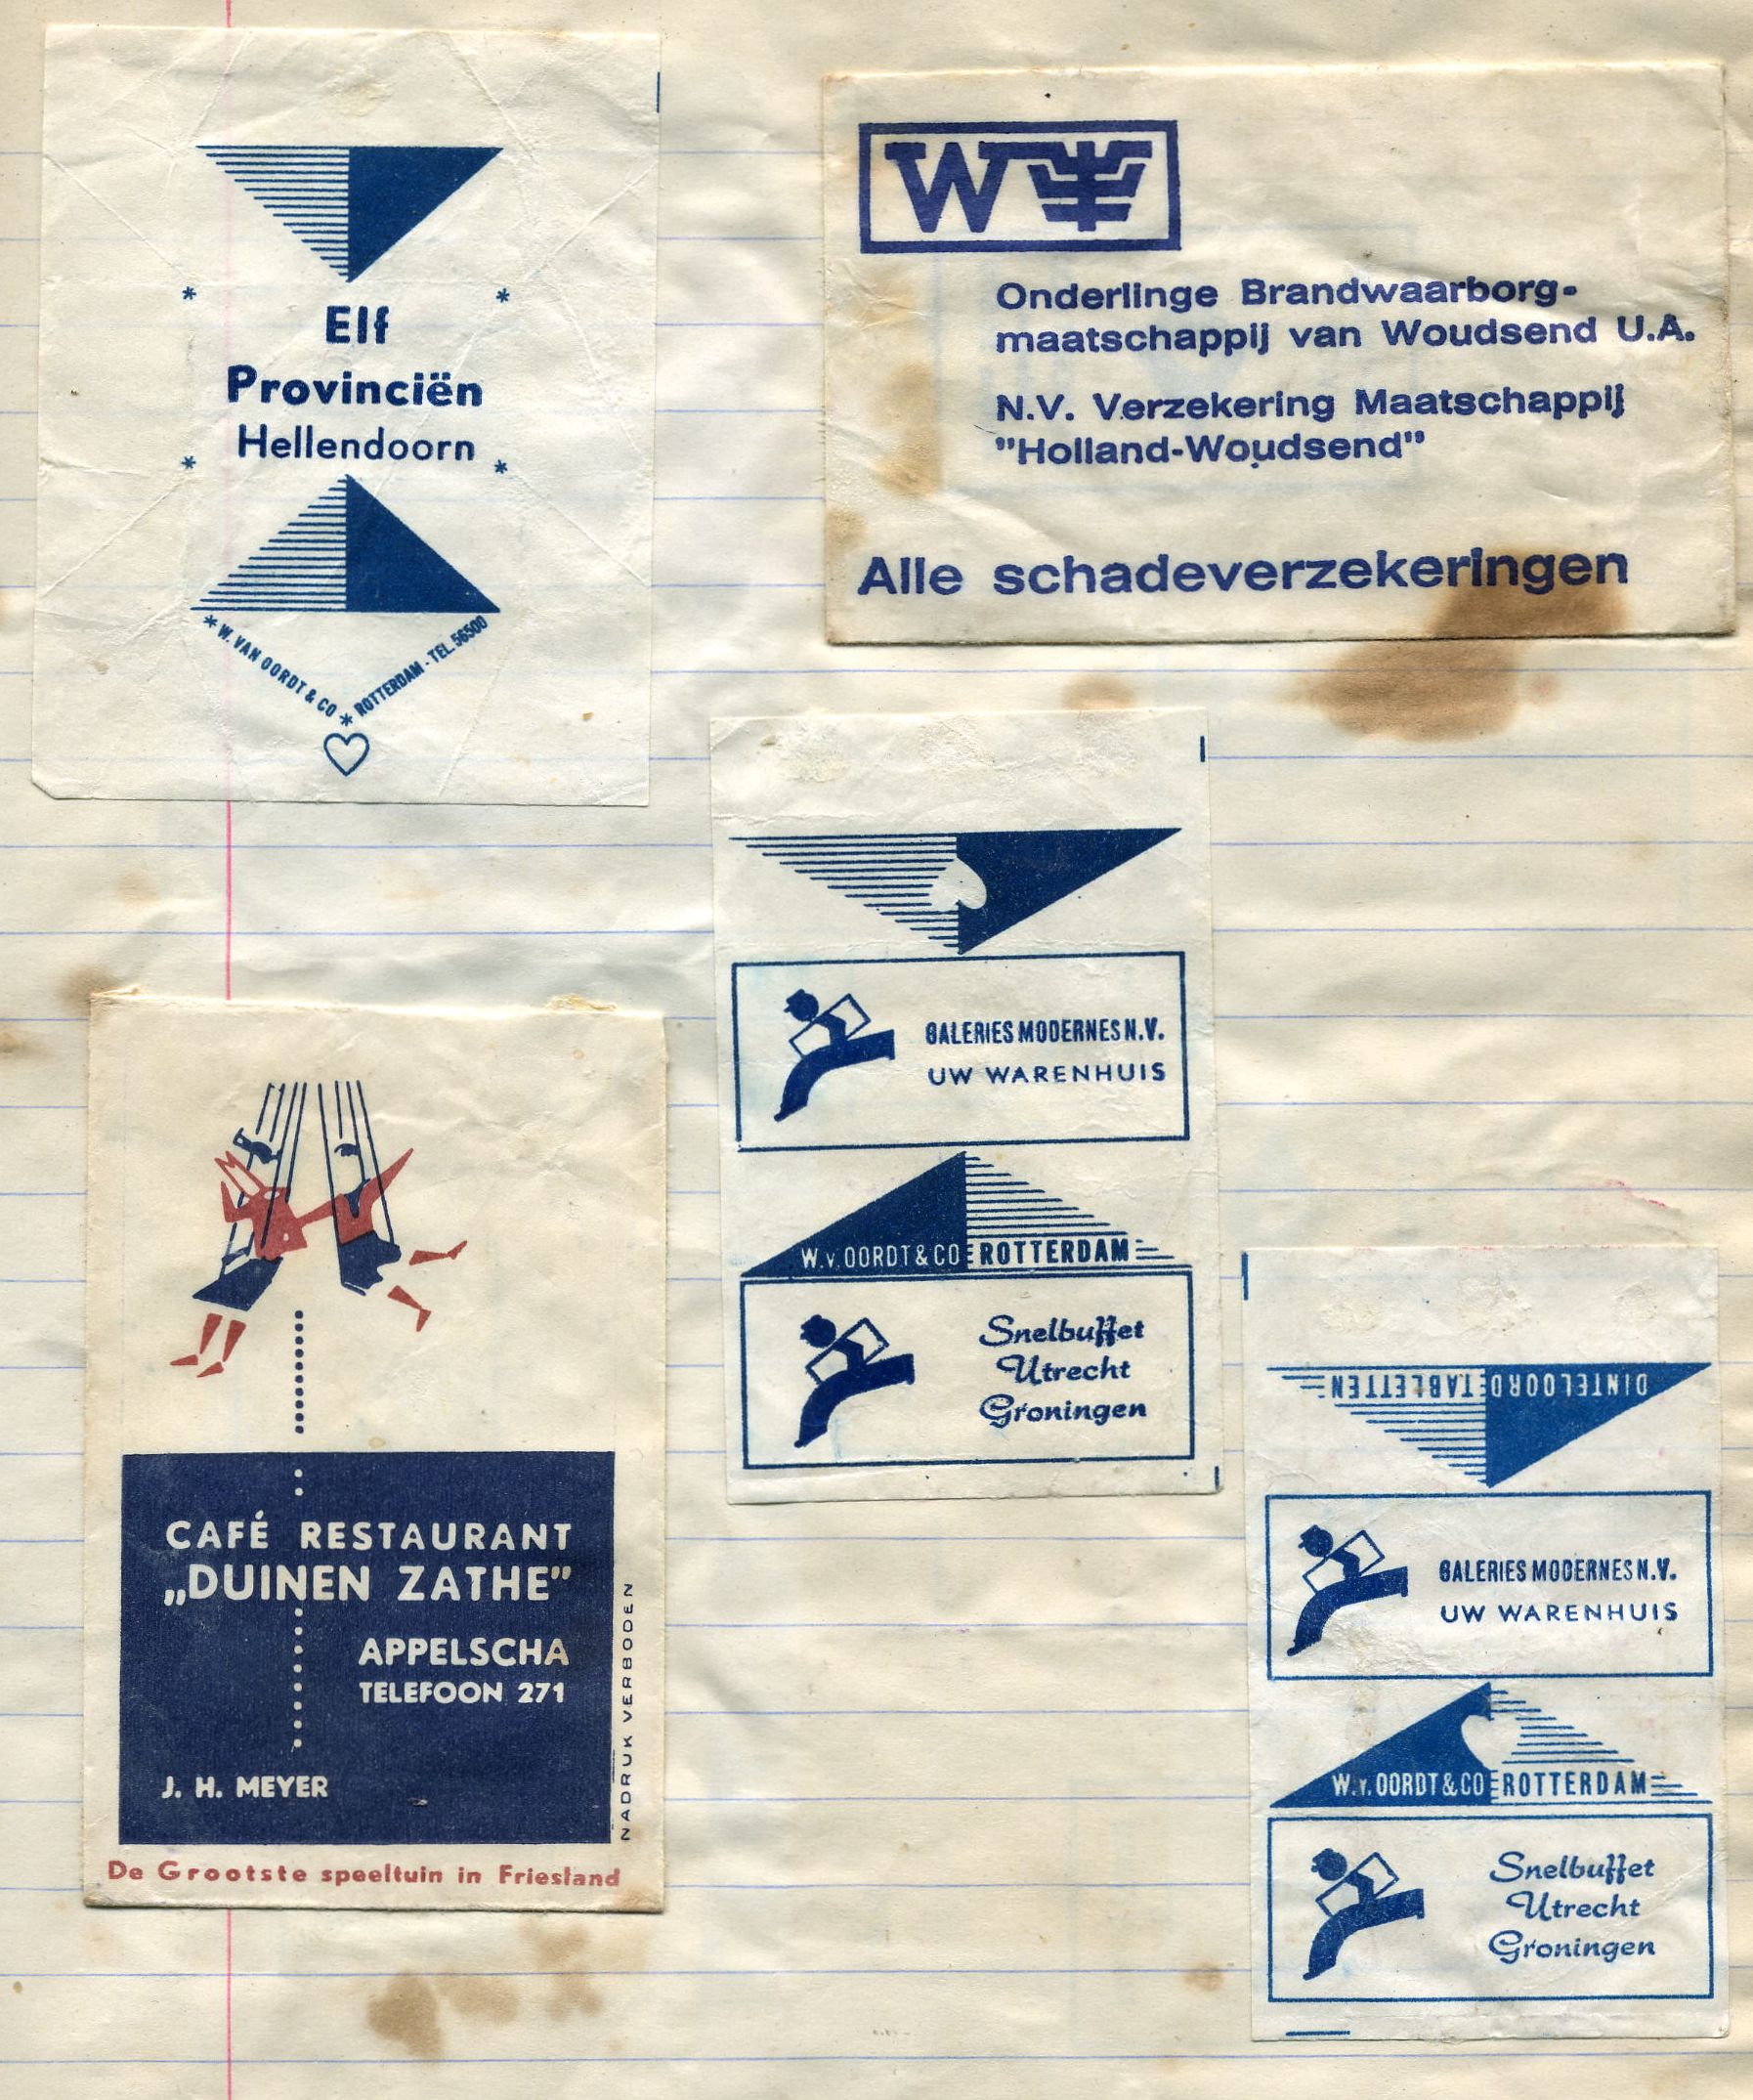 Elf
Provinciën
Hellendoorn
* W. VAN OORDT & CO * ROTTERDAM - TEL. 56500
W
Onderlinge Brandwaarborg-
maatschappij van Woudsend U.A.
N.V. Verzekering Maatschappij
"Holland-Woudsend"
Alle schadeverzekeringen
GALERIES MODERNES N.V.
UW WARENHUIS
W. v. OORDT & CO ROTTERDAM
Snelbuffet
Utrecht
Groningen
CAFÉ RESTAURANT
„DUINEN ZATHE”
APPELSCHA
TELEFOON 271
J. H. MEYER
NADRUK VERBODEN
De Grootste speeltuin in Friesland
DINTELOORD TABLETTEN
GALERIES MODERNES N.V.
UW WARENHUIS
W. v. OORDT & CO ROTTERDAM
Snelbuffet
Utrecht
Groningen